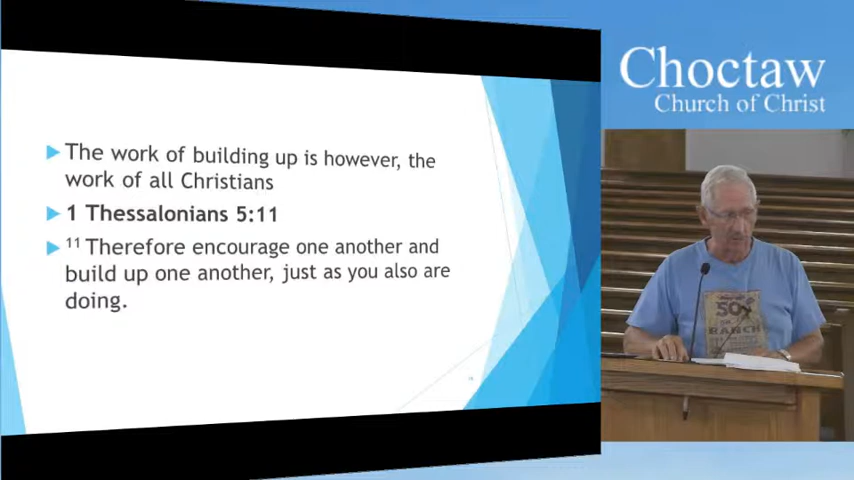 The work of building up is however, the
work of all Christians
1 Thessalonians 5:11
11 Therefore encourage one another and
build up one another, just as you also are
doing.
Choctaw
Church of Christ
50
RANCH